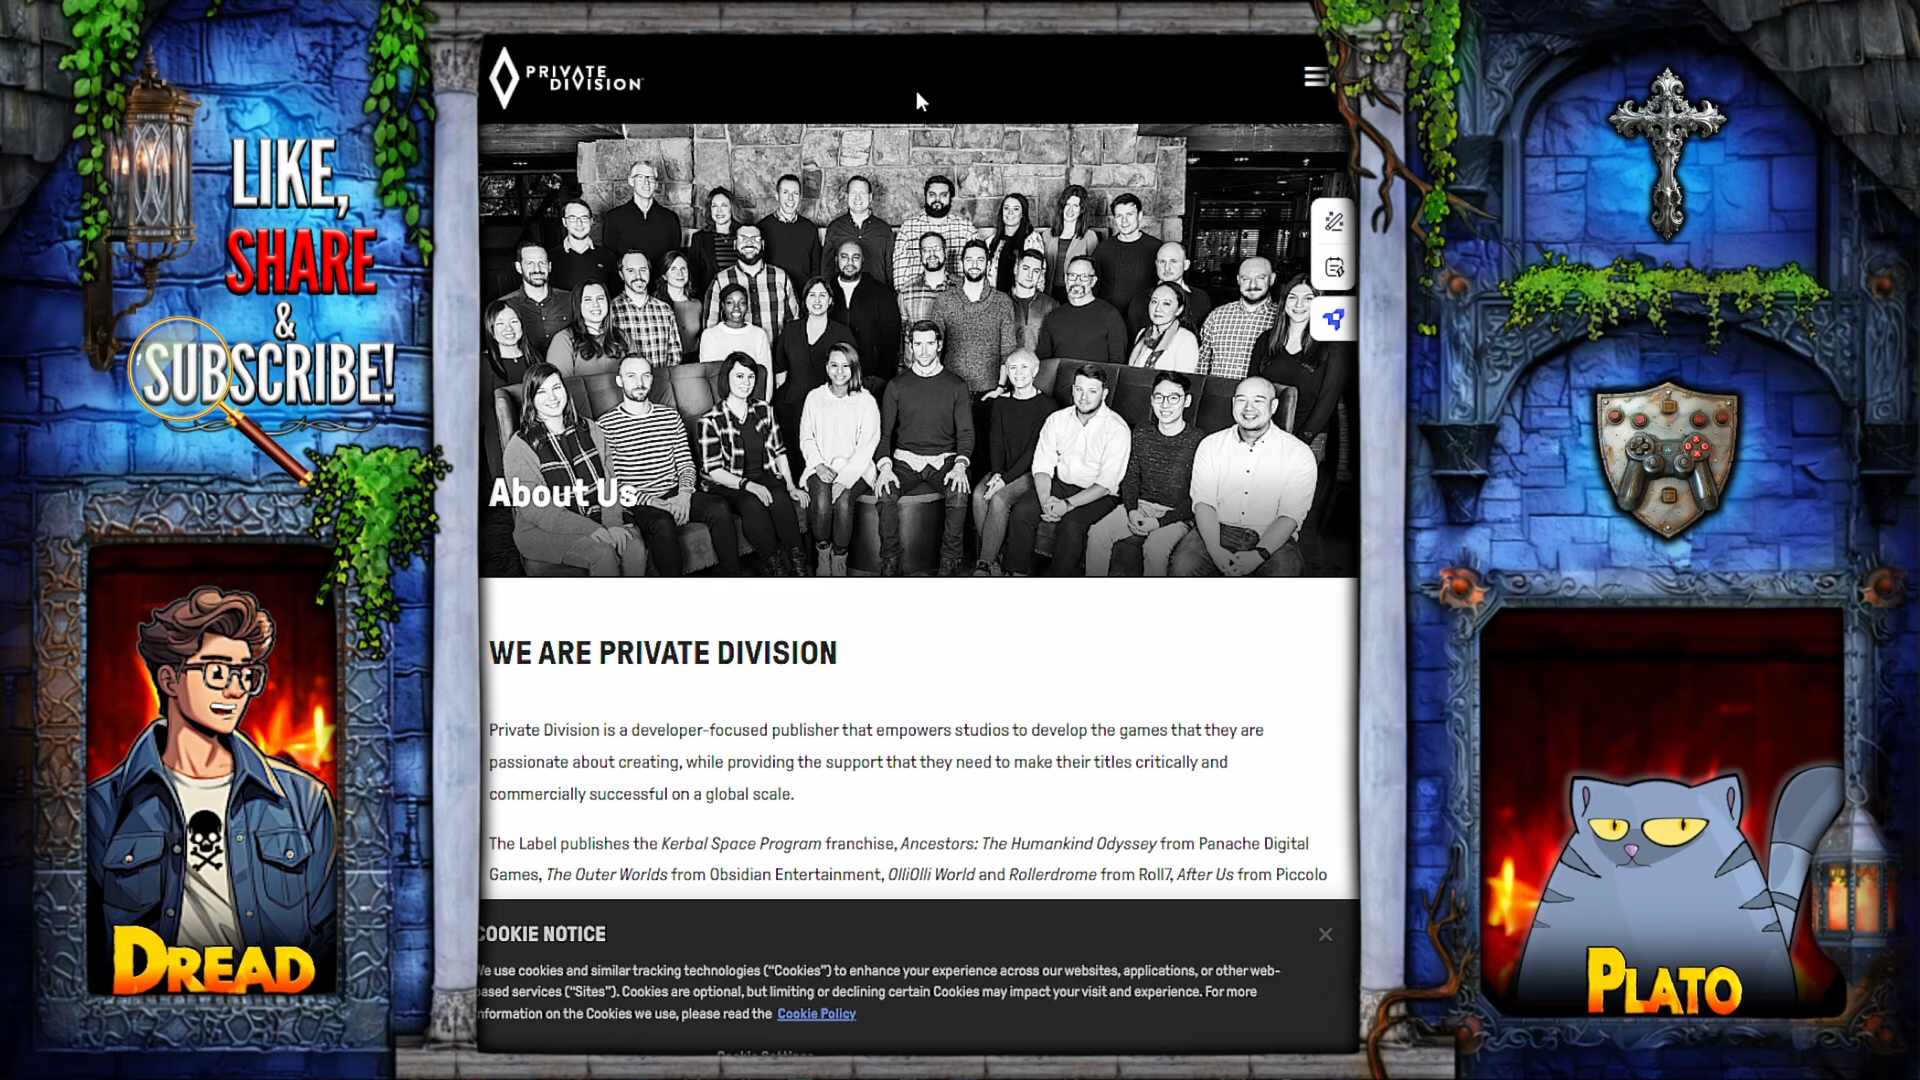 LIKE,
SHARE
&
SUBSCRIBE!
DREAD
PRIVATE
DIVISION
About Us
WE ARE PRIVATE DIVISION
Private Division is a developer-focused publisher that empowers studios to develop the games that they are
passionate about creating, while providing the support that they need to make their titles critically and
commercially successful on a global scale.
The Label publishes the Kerbal Space Program franchise, Ancestors: The Humankind Odyssey from Panache Digital
Games, The Outer Worlds from Obsidian Entertainment, OlliOlli World and Rollerdrome from Roll7, After Us from Piccolo
COOKIE NOTICE
We use cookies and similar tracking technologies (“Cookies”) to enhance your experience across our websites, applications, or other web-
based services (“Sites”). Cookies are optional, but limiting or declining certain Cookies may impact your visit and experience. For more
information on the Cookies we use, please read the Cookie Policy
PLATO